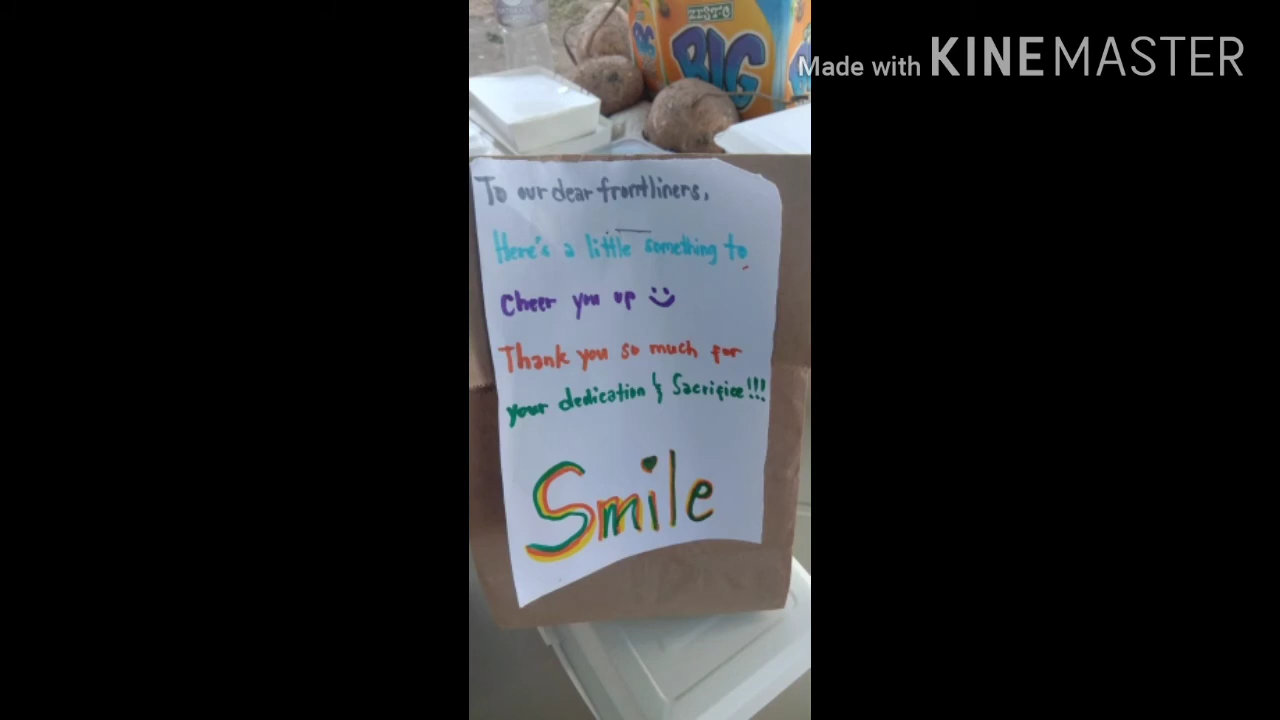 ZEST-O
BIG
Made with KINEMASTER
To our dear frontliners,
Here's a little something to
Cheer you up
Thank you so much for
your dedication & Sacrifice!!!
Smile